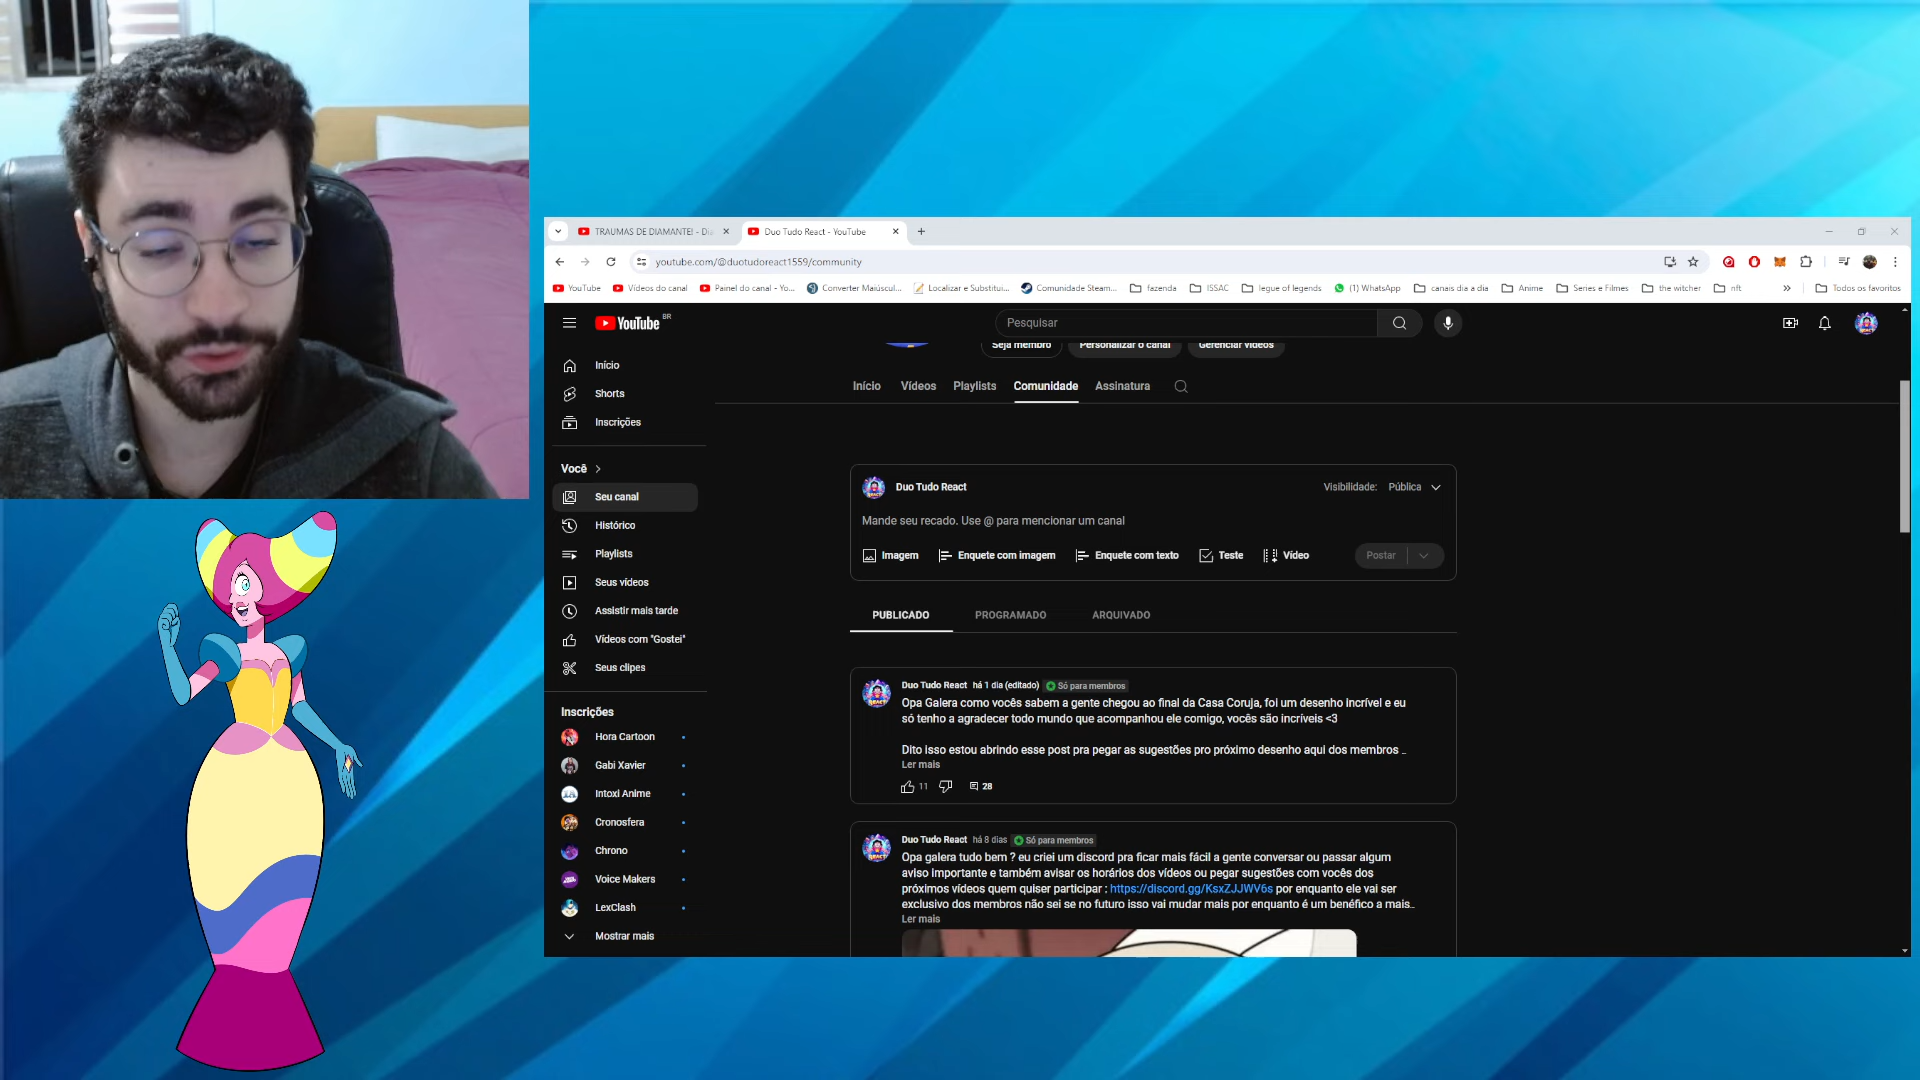 TRAUMAS DE DIAMANTE! - Dia
Duo Tudo React - YouTube
youtube.com/@duotudoreact1559/community
YouTube
Vídeos do canal
Painel do canal - Yo...
Converter Maiúscul...
Localizar e Substitui...
Comunidade Steam...
fazenda
ISSAC
legue of legends
(1) WhatsApp
canais dia a dia
Anime
Series e Filmes
the witcher
nft
Todos os favoritos
YouTube BR
Pesquisar
Seja membro
Personalizar o canal
Gerenciar vídeos
Início
Shorts
Inscrições
Início
Vídeos
Playlists
Comunidade
Assinatura
Você
Seu canal
Histórico
Playlists
Seus vídeos
Assistir mais tarde
Vídeos com "Gostei"
Seus clipes
Inscrições
Hora Cartoon
Gabi Xavier
Intoxi Anime
Cronosfera
Chrono
Voice Makers
LexClash
Mostrar mais
Duo Tudo React
Visibilidade: Pública
Mande seu recado. Use @ para mencionar um canal
Imagem
Enquete com imagem
Enquete com texto
Teste
Vídeo
Postar
PUBLICADO
PROGRAMADO
ARQUIVADO
Duo Tudo React há 1 dia (editado) Só para membros
Opa Galera como vocês sabem a gente chegou ao final da Casa Coruja, foi um desenho Incrível e eu
só tenho a agradecer todo mundo que acompanhou ele comigo, vocês são incríveis <3
Dito isso estou abrindo esse post pra pegar as sugestões pro próximo desenho aqui dos membros ...
Ler mais
11
28
Duo Tudo React há 8 dias Só para membros
Opa galera tudo bem ? eu criei um discord pra ficar mais fácil a gente conversar ou passar algum
aviso importante e também avisar os horários dos vídeos ou pegar sugestões com vocês dos
próximos vídeos quem quiser participar : https://discord.gg/KsxZJJWV6s por enquanto ele vai ser
exclusivo dos membros não sei se no futuro isso vai mudar mais por enquanto é um benéfico a mais...
Ler mais